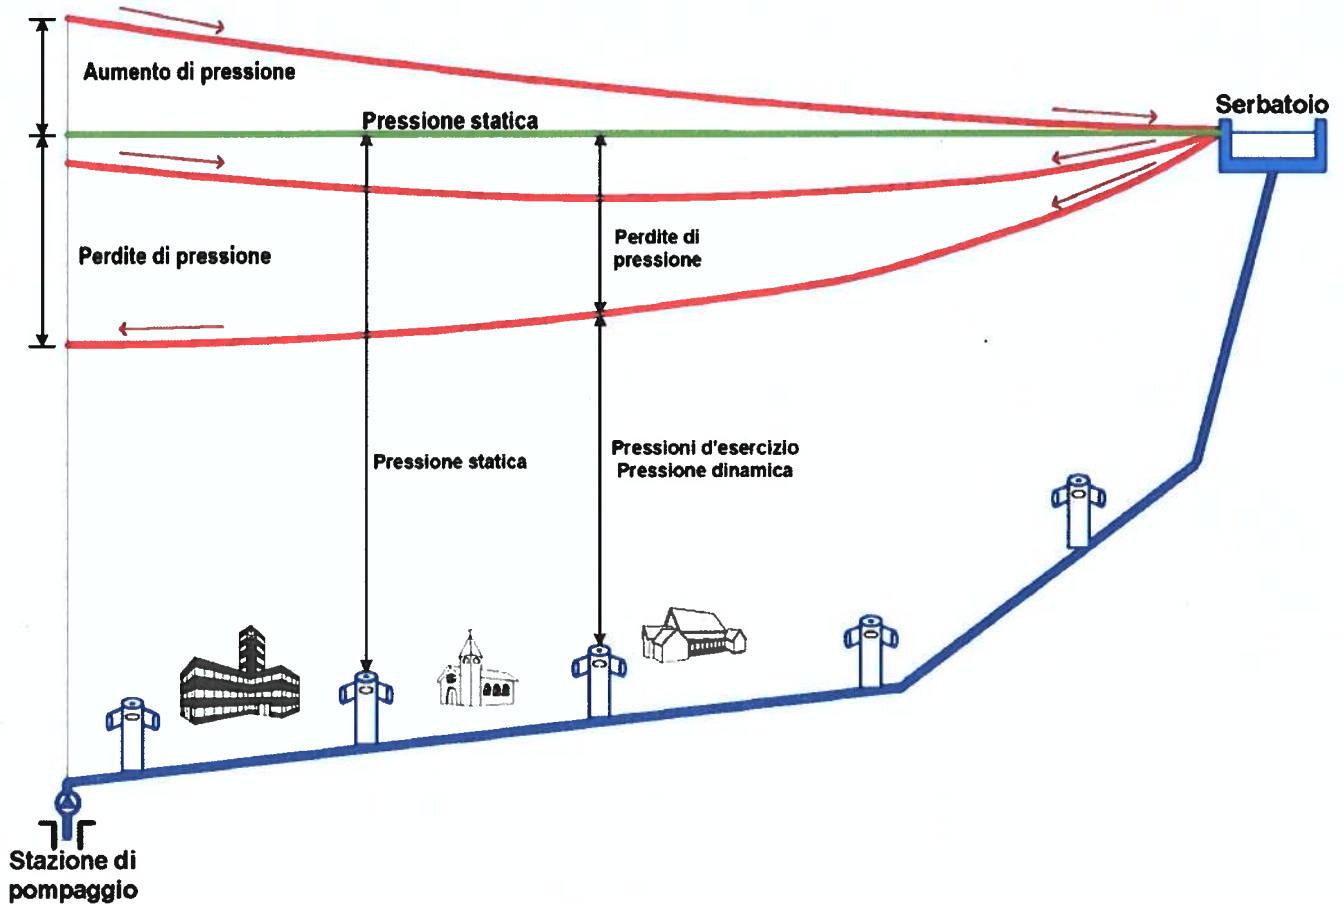 Aumento di pressione
Pressione statica
Serbatoio
Perdite di pressione
Perdite di
pressione
Pressione statica
Pressioni d'esercizio
Pressione dinamica
Stazione di
pompaggio